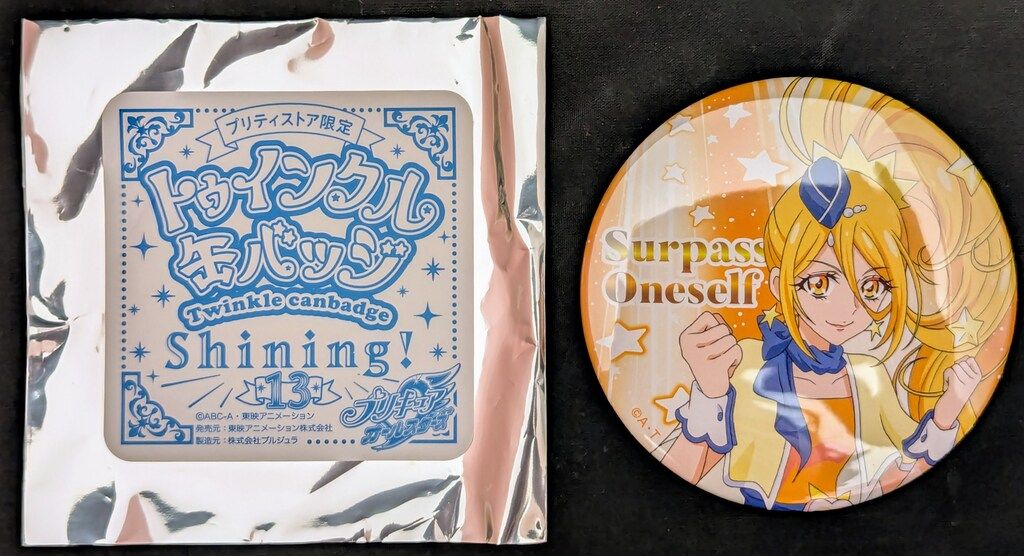 プリティストア限定
トゥインクル
缶バッジ
Twinkle canbadge
Shining!
13
©ABC-A・東映アニメーション
発売元：東映アニメーション株式会社
製造元：株式会社プルジュラ
プリキュア
オールスターズ
Surpass
Oneself
©A・T